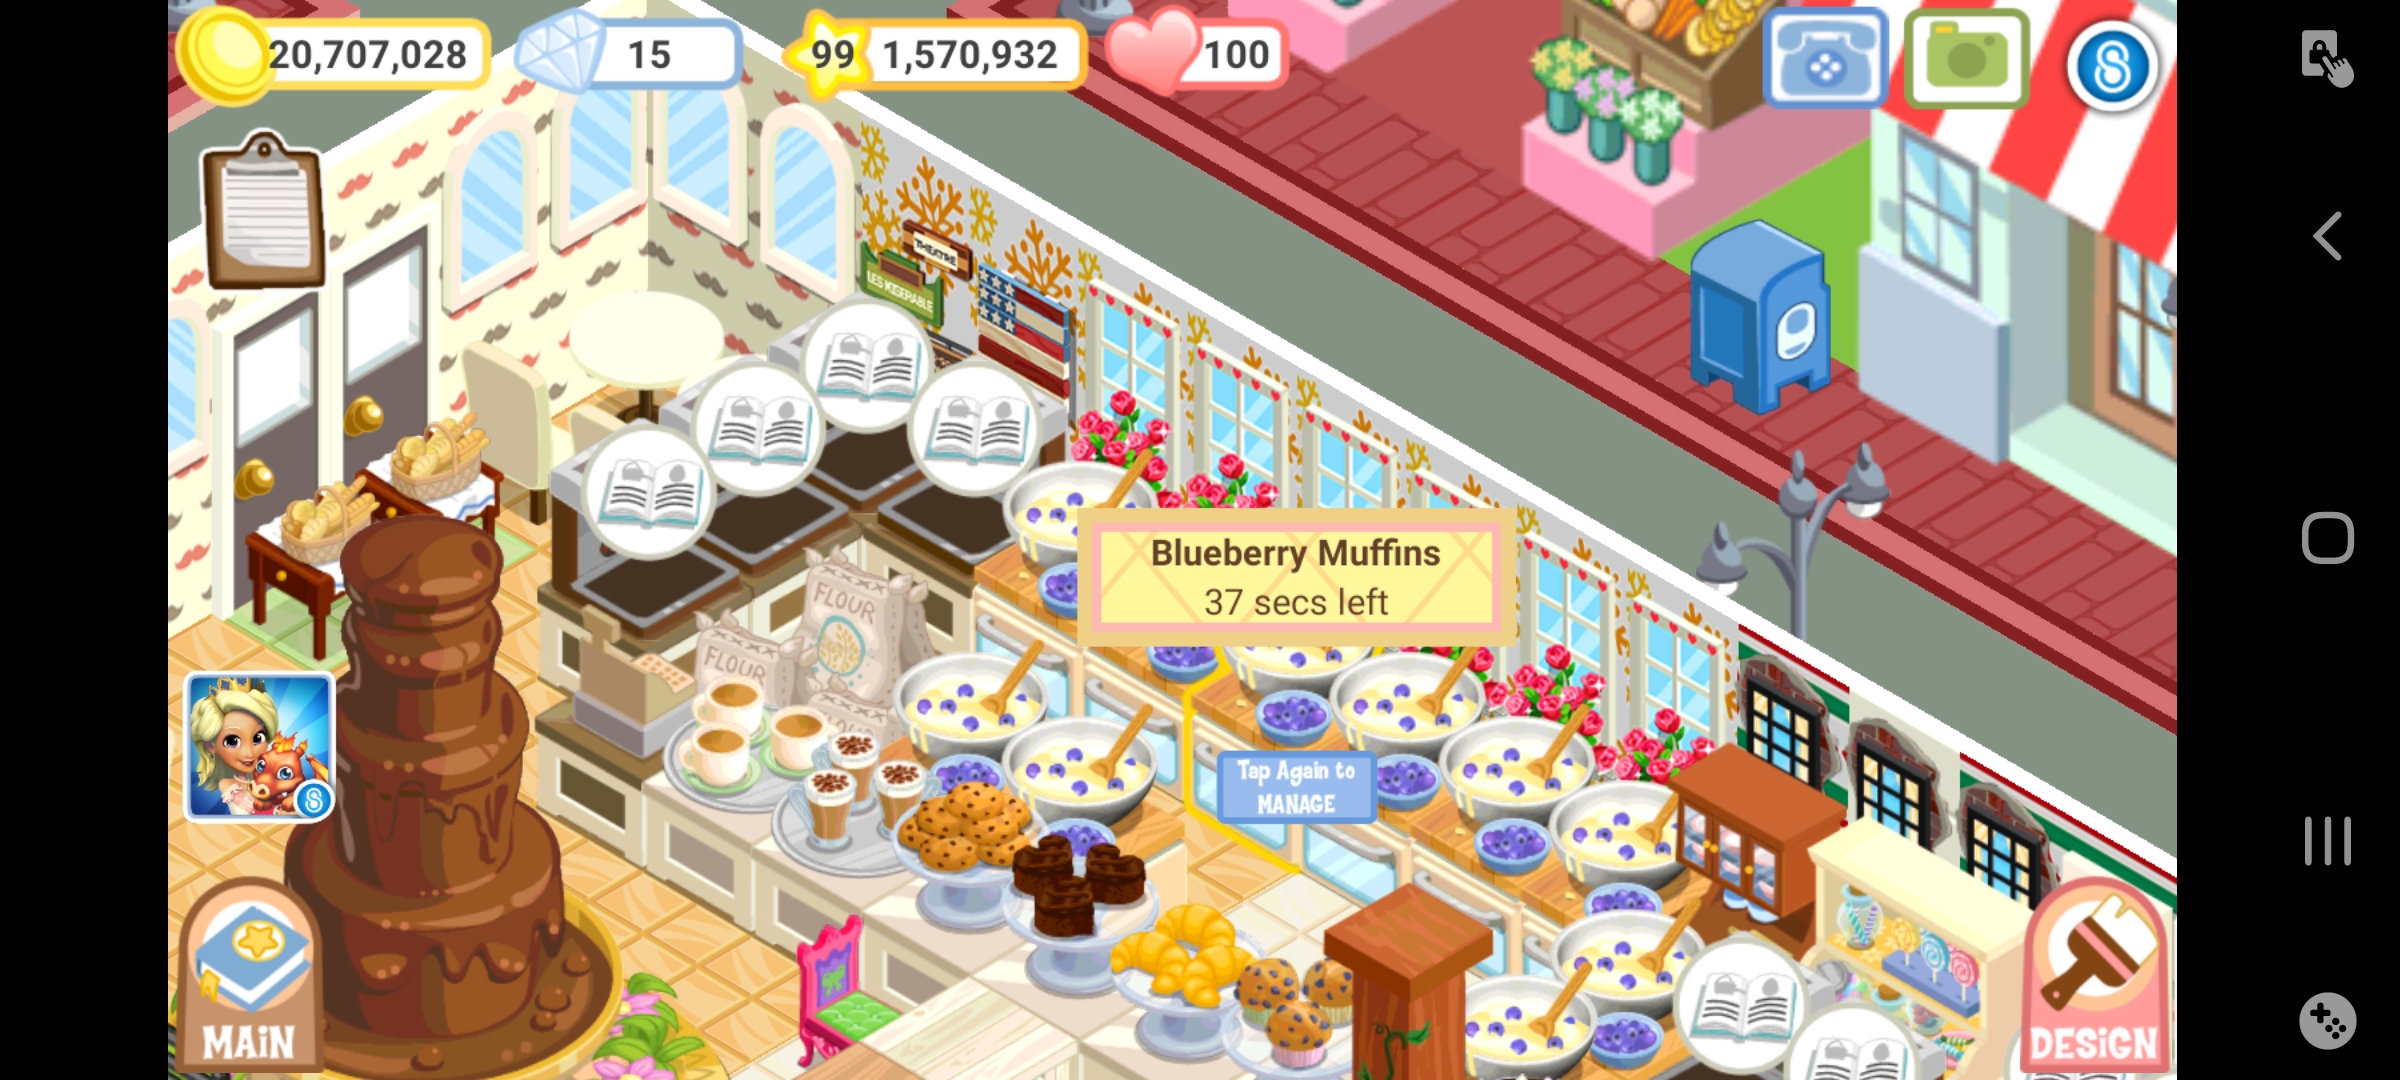 20,707,028
15
99
1,570,932
100
THEATRE
LES MISERABLE
Blueberry Muffins
37 secs left
FLOUR
FLOUR
Tap Again to
MANAGE
MAiN
DESiGN